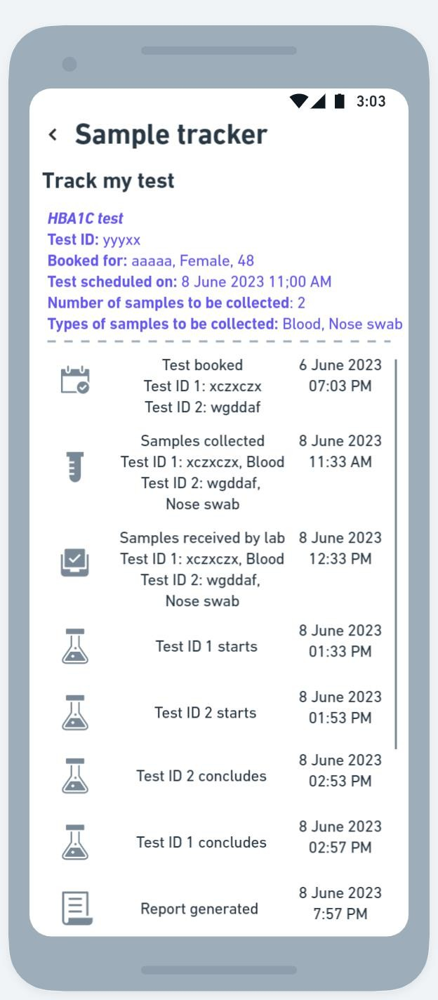 3:03
Sample tracker
Track my test
HBA1C test
Test ID: yyyxx
Booked for: aaaaa, Female, 48
Test scheduled on: 8 June 2023 11;00 AM
Number of samples to be collected: 2
Types of samples to be collected: Blood, Nose swab
Test booked 6 June 2023
Test ID 1: xczxczx 07:03 PM
Test ID 2: wgddaf
Samples collected 8 June 2023
Test ID 1: xczxczx, Blood 11:33 AM
Test ID 2: wgddaf,
Nose swab
Samples received by lab 8 June 2023
Test ID 1: xczxczx, Blood 12:33 PM
Test ID 2: wgddaf,
Nose swab
8 June 2023
Test ID 1 starts
01:33 PM
8 June 2023
Test ID 2 starts
01:53 PM
8 June 2023
Test ID 2 concludes
02:53 PM
8 June 2023
Test ID 1 concludes
02:57 PM
8 June 2023
Report generated
7:57 PM